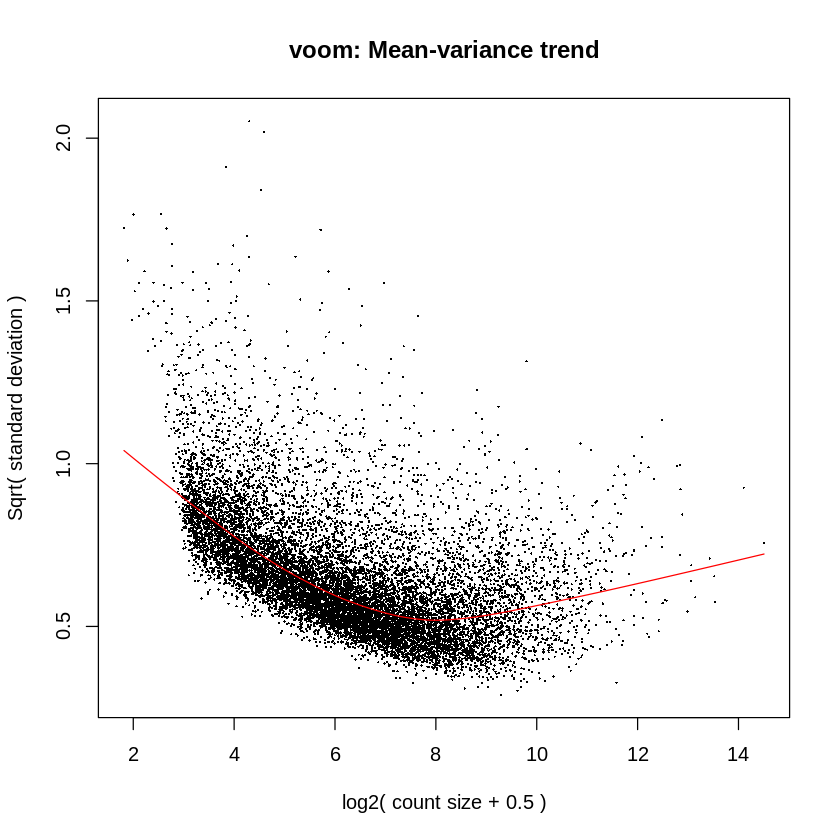 voom: Mean-variance trend
Sqrt( standard deviation )
2.0
1.5
1.0
0.5
2 4 6 8 10 12 14
log2( count size + 0.5 )